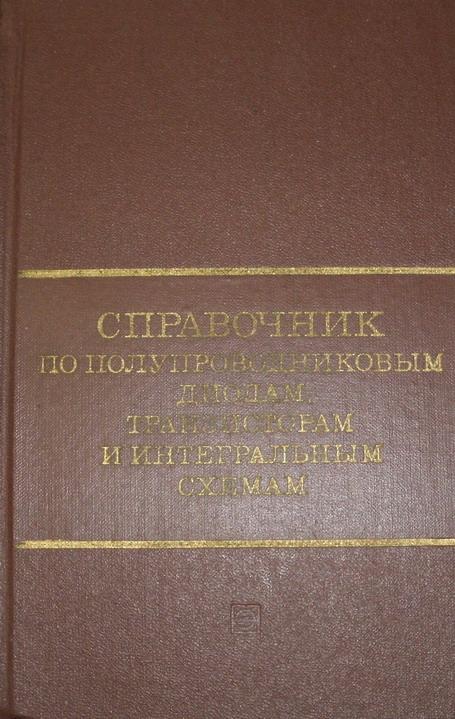 СПРАВОЧНИК
ПО ПОЛУПРОВОДНИКОВЫМ
ДИОДАМ,
ТРАНЗИСТОРАМ
И ИНТЕГРАЛЬНЫМ
СХЕМАМ